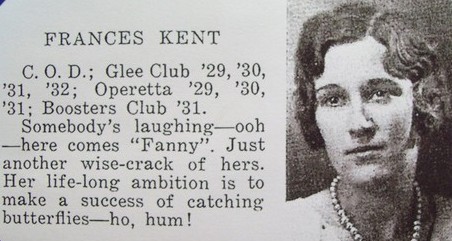 FRANCES KENT
C. O. D.; Glee Club '29, '30,
'31, '32; Operetta '29, '30,
'31; Boosters Club '31.
Somebody's laughing—ooh
—here comes "Fanny". Just
another wise-crack of hers.
Her life-long ambition is to
make a success of catching
butterflies—ho, hum!